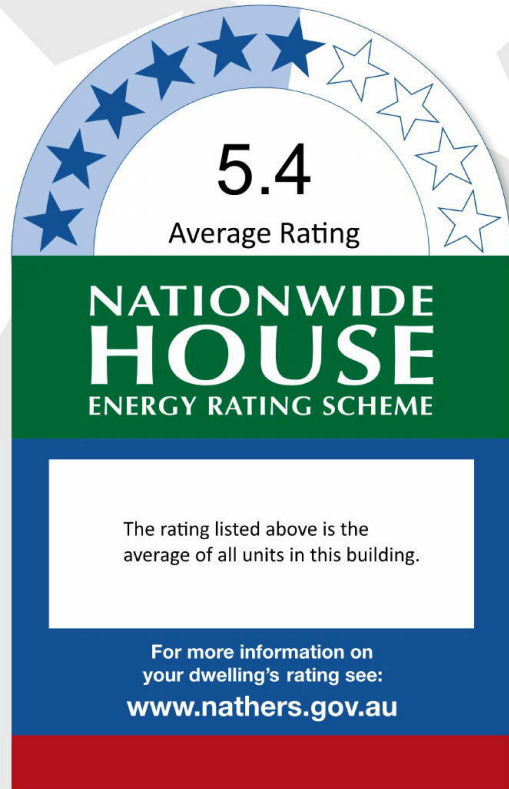 5.4
Average Rating
NATIONWIDE
HOUSE
ENERGY RATING SCHEME
The rating listed above is the
average of all units in this building.
For more information on
your dwelling's rating see:
www.nathers.gov.au